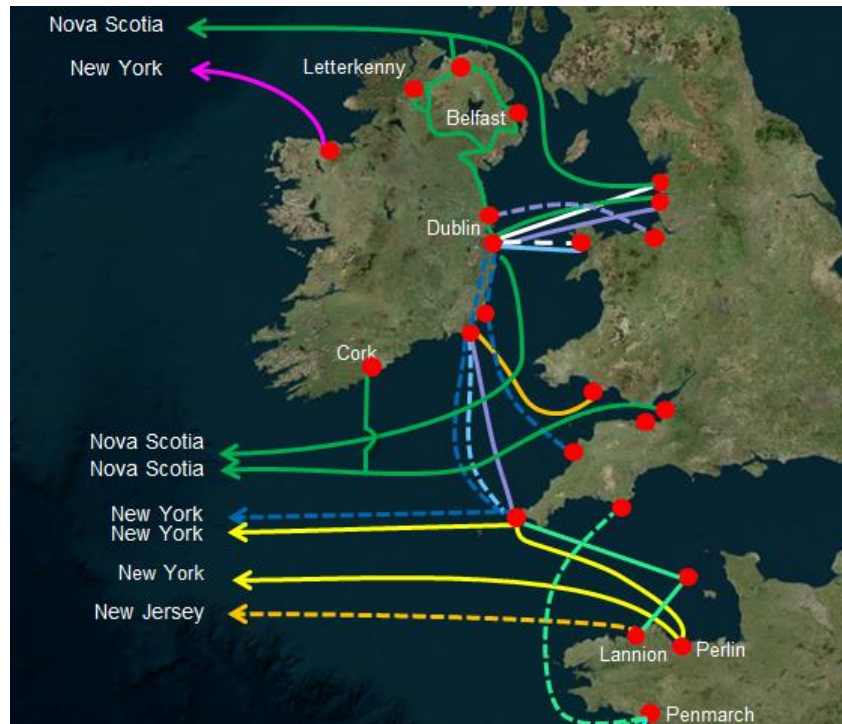 Nova Scotia
New York
Letterkenny
Belfast
Dublin
Cork
Nova Scotia
Nova Scotia
New York
New York
New York
New Jersey
Lannion
Perlin
Penmarch